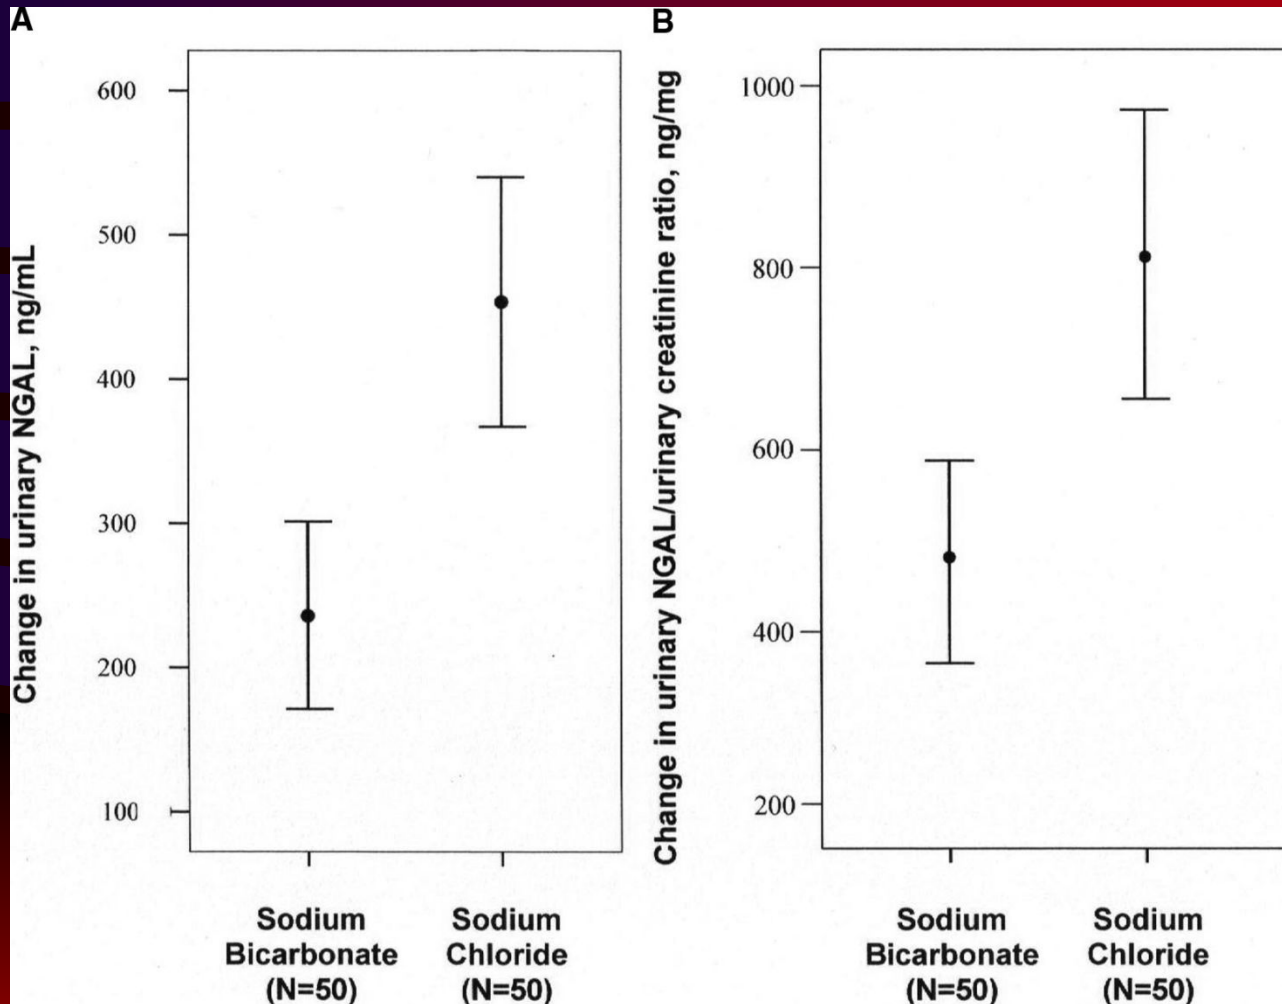 A
Change in urinary NGAL, ng/mL
600
500
400
300
200
100
Sodium
Bicarbonate
(N=50)
Sodium
Chloride
(N=50)
B
Change in urinary NGAL/urinary creatinine ratio, ng/mg
1000
800
600
400
200
Sodium
Bicarbonate
(N=50)
Sodium
Chloride
(N=50)